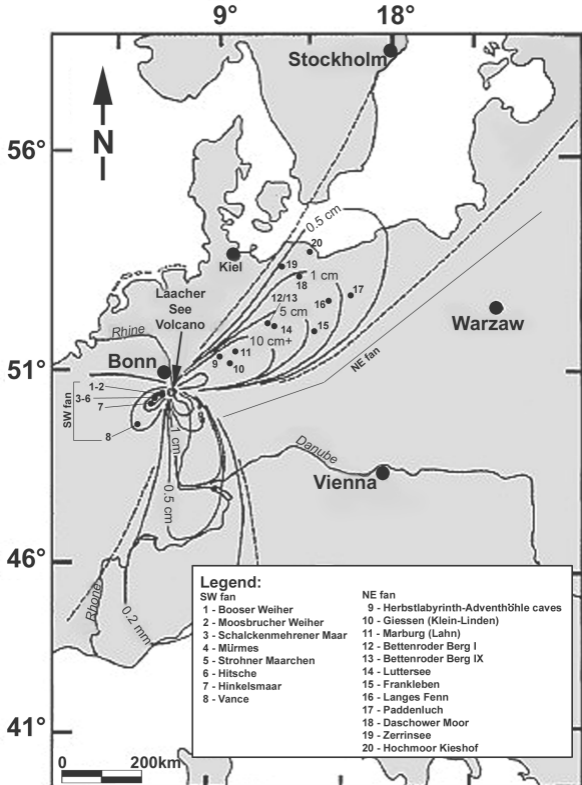 9°
18°
Stockholm
N
56°
0.5 cm
20
Kiel
19
18
1 cm
Laacher
See
Volcano
12/13
16
17
5 cm
14
15
Warzaw
Rhine
10 cm+
51°
Bonn
11
9
10
NE fan
SW fan
1-2
3-6
7
8
1 cm
Danube
0.5 cm
Vienna
46°
Rhone
0.2 mm
41°
Legend:
SW fan
1 - Booser Weiher
2 - Moosbrucher Weiher
3 - Schalckenmehrener Maar
4 - Mürmes
5 - Strohner Maarchen
6 - Hitsche
7 - Hinkelsmaar
8 - Vance
NE fan
9 - Herbstlabyrinth-Adventhöhle caves
10 - Giessen (Klein-Linden)
11 - Marburg (Lahn)
12 - Bettenroder Berg I
13 - Bettenroder Berg IX
14 - Luttersee
15 - Frankleben
16 - Langes Fenn
17 - Paddenluch
18 - Daschower Moor
19 - Zerrinsee
20 - Hochmoor Kieshof
0
200km